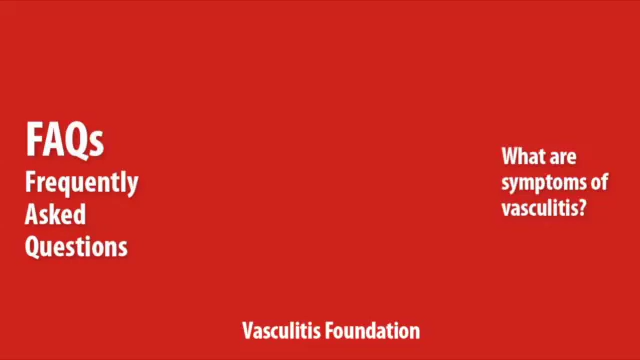 FAQs
Frequently
Asked
Questions
What are
symptoms of
vasculitis?
Vasculitis Foundation